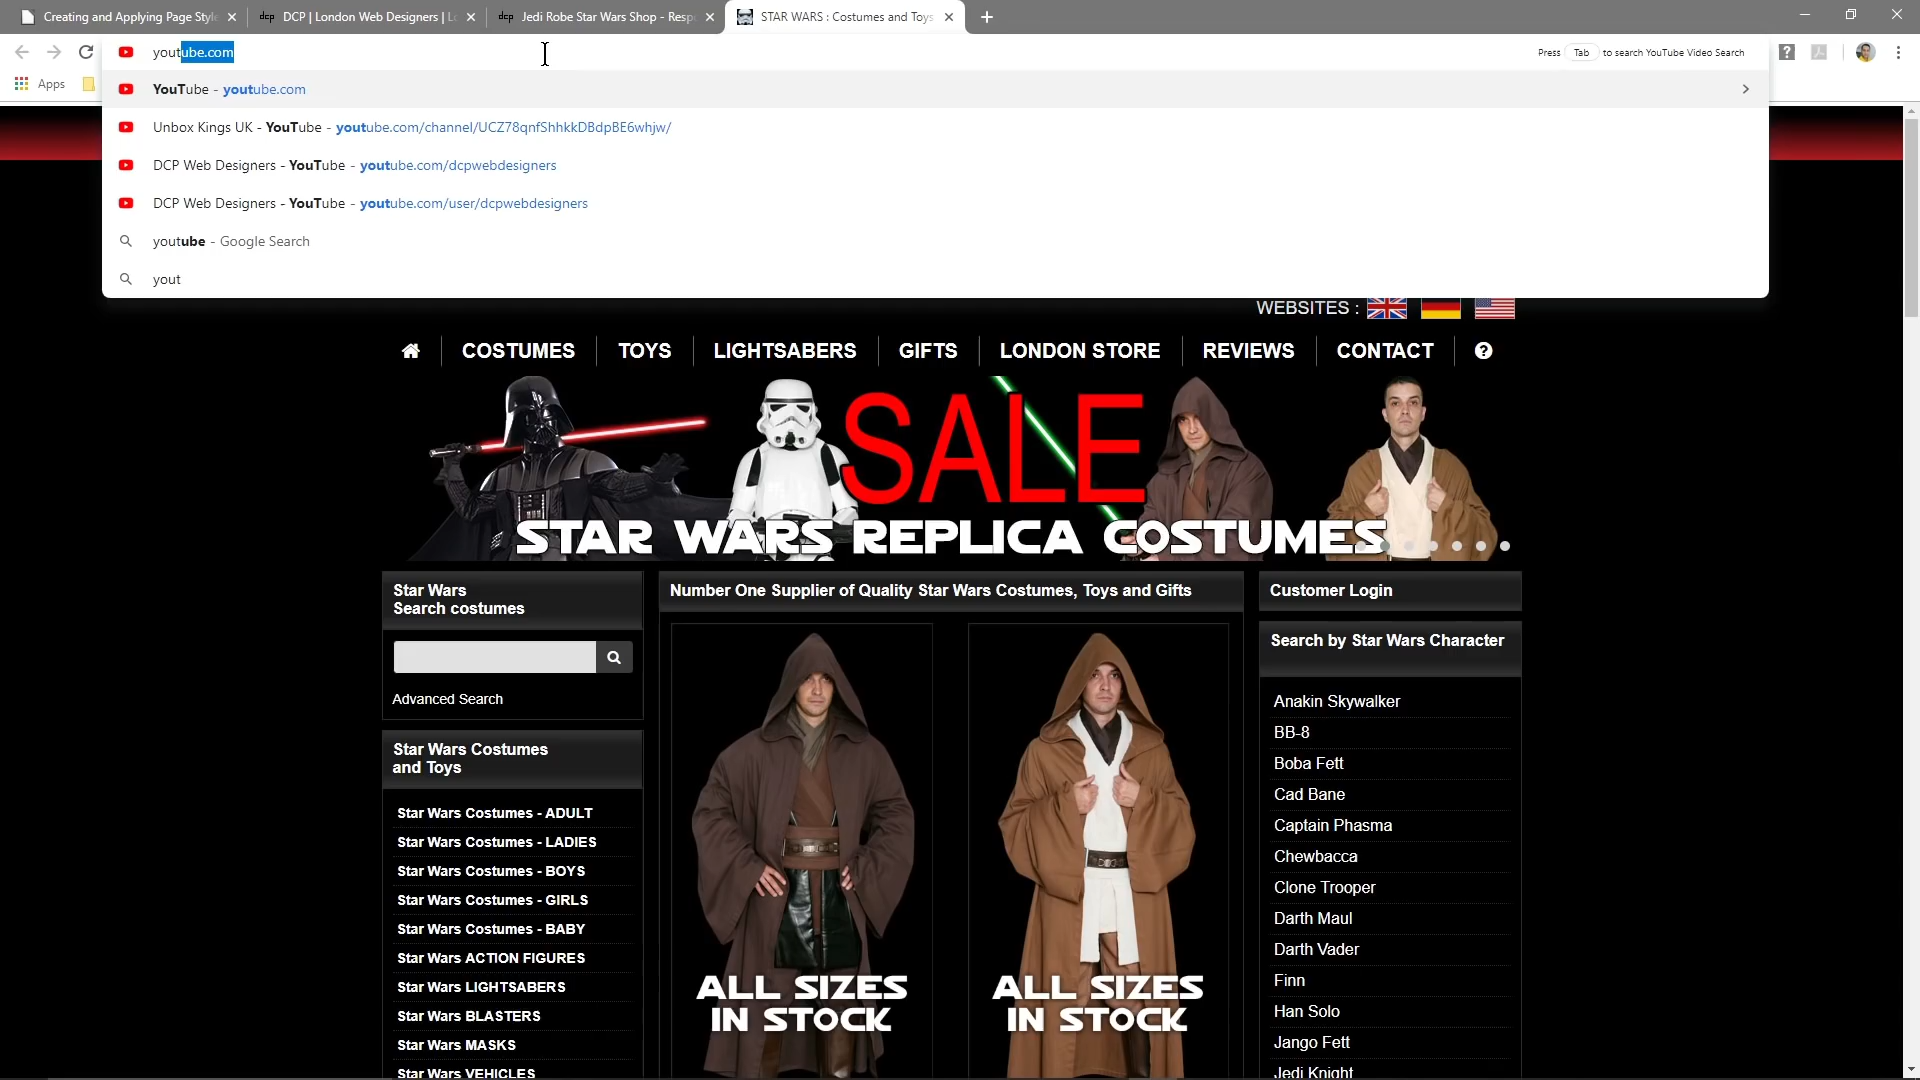 Creating and Applying Page Style
DCP | London Web Designers | Lo
Jedi Robe Star Wars Shop - Respo
STAR WARS : Costumes and Toys
youtube.com
Press Tab to search YouTube Video Search
Apps
YouTube - youtube.com
Unbox Kings UK - YouTube - youtube.com/channel/UCZ78qnfShhkkDBdpBE6whjw/
DCP Web Designers - YouTube - youtube.com/dcpwebdesigners
DCP Web Designers - YouTube - youtube.com/user/dcpwebdesigners
youtube - Google Search
yout
WEBSITES :
COSTUMES TOYS LIGHTSABERS GIFTS LONDON STORE REVIEWS CONTACT
SALE
STAR WARS REPLICA COSTUMES
Star Wars
Search costumes
Advanced Search
Star Wars Costumes
and Toys
Star Wars Costumes - ADULT
Star Wars Costumes - LADIES
Star Wars Costumes - BOYS
Star Wars Costumes - GIRLS
Star Wars Costumes - BABY
Star Wars ACTION FIGURES
Star Wars LIGHTSABERS
Star Wars BLASTERS
Star Wars MASKS
Star Wars VEHICLES
Number One Supplier of Quality Star Wars Costumes, Toys and Gifts
ALL SIZES
IN STOCK
ALL SIZES
IN STOCK
Customer Login
Search by Star Wars Character
Anakin Skywalker
BB-8
Boba Fett
Cad Bane
Captain Phasma
Chewbacca
Clone Trooper
Darth Maul
Darth Vader
Finn
Han Solo
Jango Fett
Jedi Knight